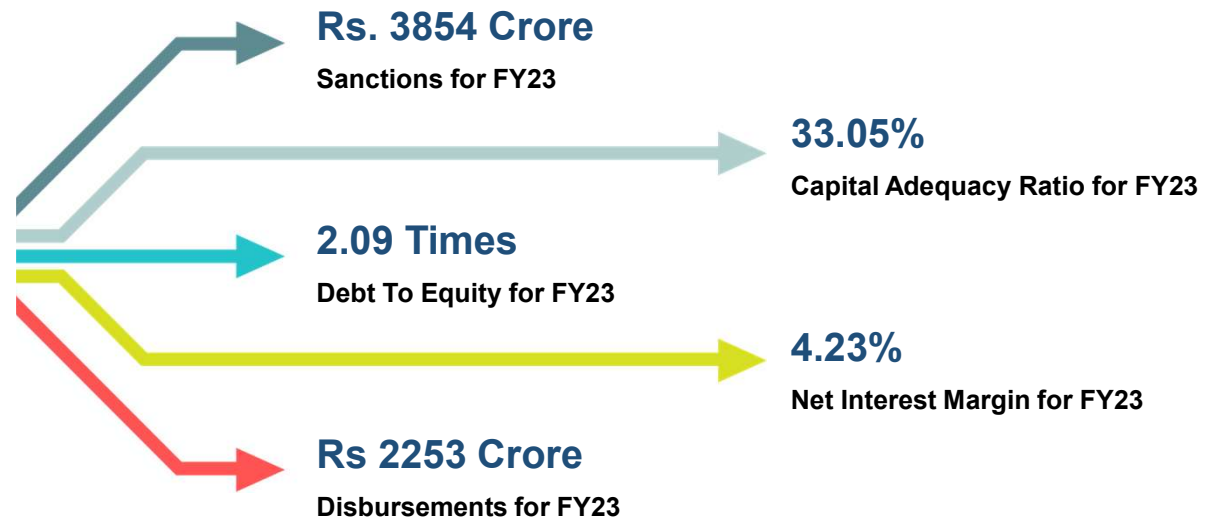 Rs. 3854 Crore
Sanctions for FY23
33.05%
Capital Adequacy Ratio for FY23
2.09 Times
Debt To Equity for FY23
4.23%
Net Interest Margin for FY23
Rs 2253 Crore
Disbursements for FY23